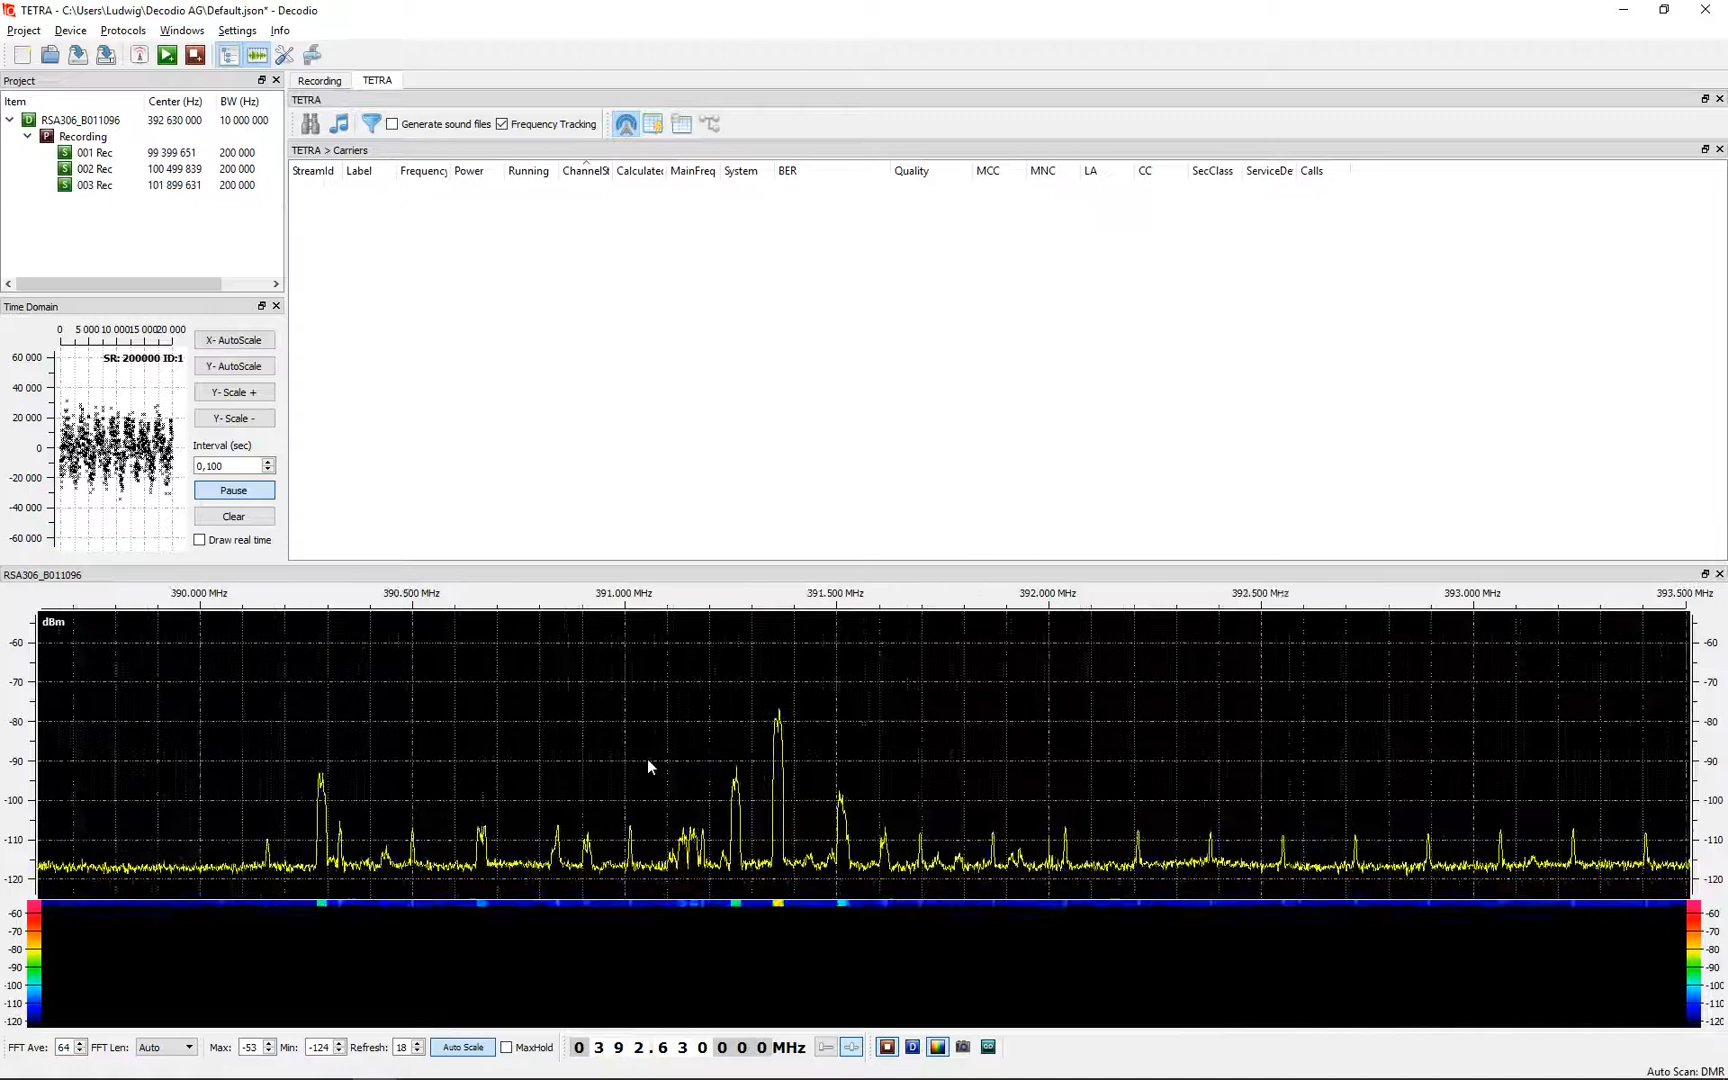 TETRA - C:\Users\Ludwig\Decodio AG\Default.json* - Decodio
Project Device Protocols Windows Settings Info
Project
Item Center (Hz) BW (Hz)
RSA306_B011096 392 630 000 10 000 000
Recording
001 Rec 99 399 651 200 000
002 Rec 100 499 839 200 000
003 Rec 101 899 631 200 000
Recording TETRA
TETRA
Generate sound files Frequency Tracking
TETRA > Carriers
StreamId Label Frequency Power Running ChannelSt Calculated MainFreq System BER Quality MCC MNC LA CC SecClass ServiceDe Calls
Time Domain
0 5 000 10 000 15 000 20 000
SR: 200000 ID:1
60 000
40 000
20 000
0
-20 000
-40 000
-60 000
X- AutoScale
Y- AutoScale
Y- Scale +
Y- Scale -
Interval (sec)
0,100
Pause
Clear
Draw real time
RSA306_B011096
390.000 MHz 390.500 MHz 391.000 MHz 391.500 MHz 392.000 MHz 392.500 MHz 393.000 MHz 393.500 MHz
dBm
-60 -60
-70 -70
-80 -80
-90 -90
-100 -100
-110 -110
-120 -120
-60 -60
-70 -70
-80 -80
-90 -90
-100 -100
-110 -110
-120 -120
FFT Ave: 64 FFT Len: Auto Max: -53 Min: -124 Refresh: 18 Auto Scale MaxHold 0 3 9 2 . 6 3 0 0 0 0 MHz D
Auto Scan: DMR